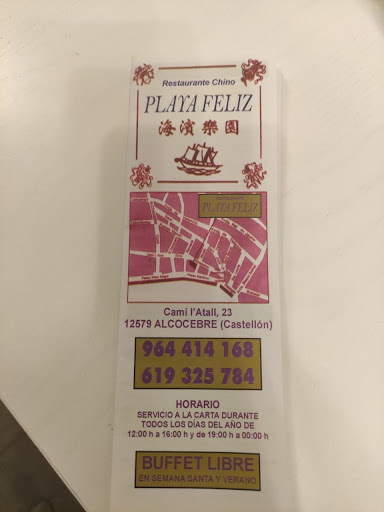 Restaurante Chino
PLAYA FELIZ
海濱樂園
PLAYA FELIZ
Camí l'Atall, 23
12579 ALCOCEBRE (Castellón)
964 414 168
619 325 784
HORARIO
SERVICIO A LA CARTA DURANTE
TODOS LOS DÍAS DEL AÑO DE
12:00 h a 16:00 h y de 19:00 h a 00:00 h
BUFFET LIBRE
EN SEMANA SANTA Y VERANO